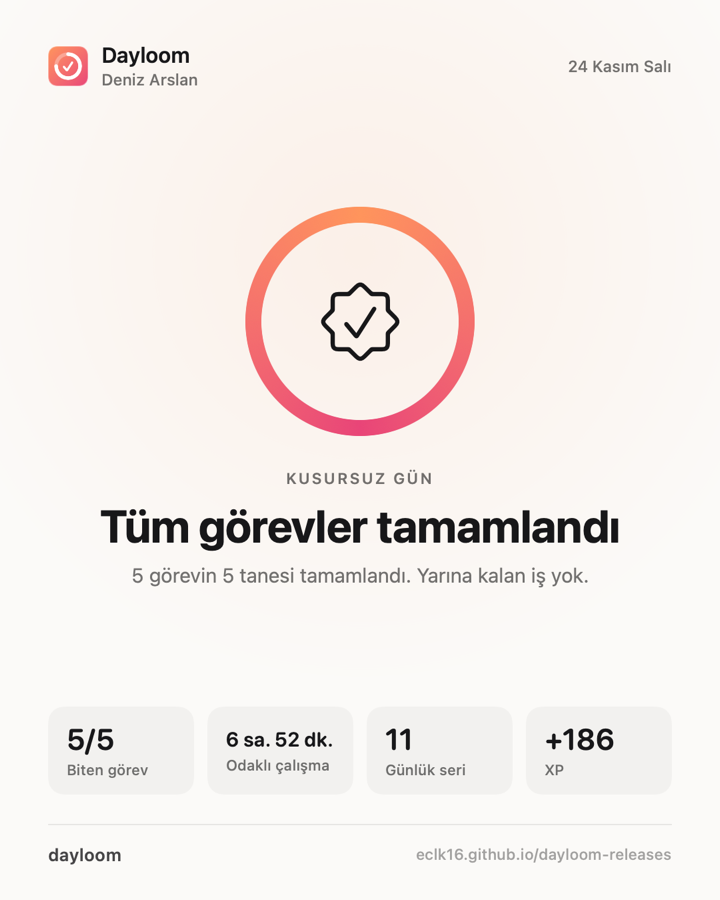 Dayloom
Deniz Arslan
24 Kasım Salı
KUSURSUZ GÜN
Tüm görevler tamamlandı
5 görevin 5 tanesi tamamlandı. Yarına kalan iş yok.
5/5
Biten görev
6 sa. 52 dk.
Odaklı çalışma
11
Günlük seri
+186
XP
dayloom
eclk16.github.io/dayloom-releases